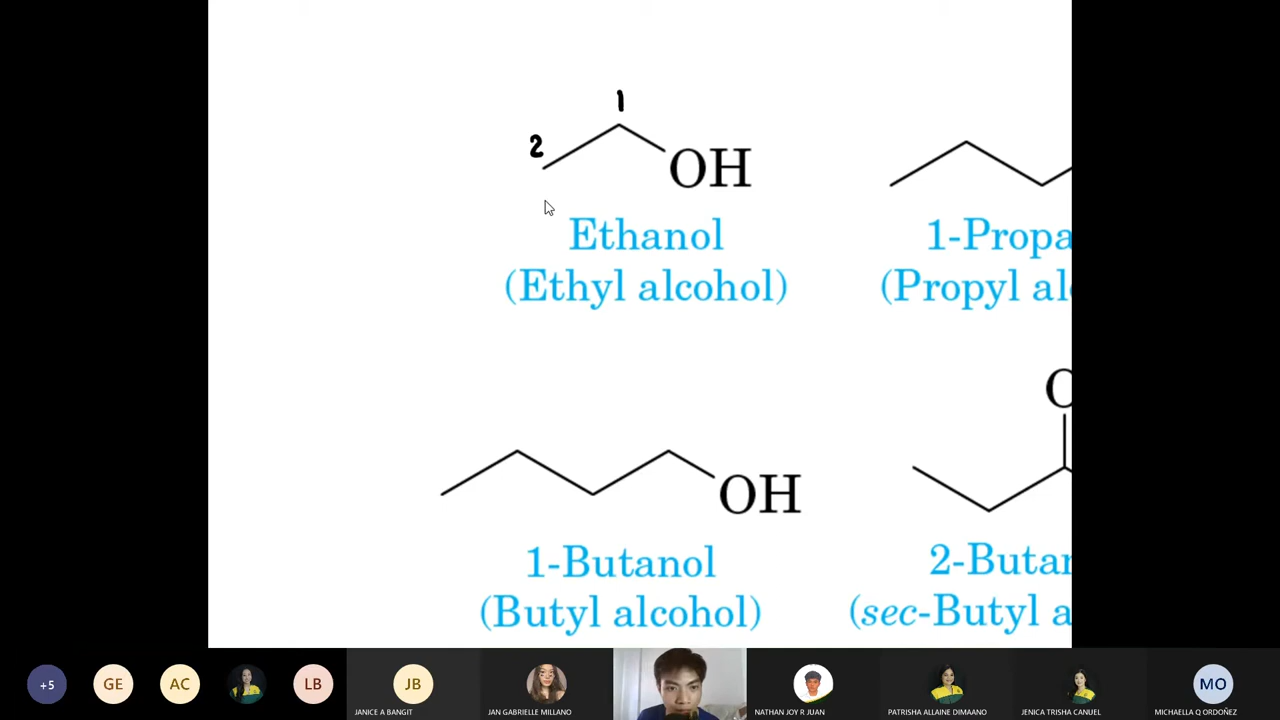 1
2
OH
Ethanol
(Ethyl alcohol)
1-Propa
(Propyl al
O
OH
1-Butanol
(Butyl alcohol)
2-Buta
(sec-Butyl a
+5
GE
AC
LB
JB
JANICE A BANGIT
JAN GABRIELLE MILLANO
NATHAN JOY R JUAN
PATRISHA ALLAINE DIMAANO
JENICA TRISHA CANUEL
MO
MICHAELLA Q ORDOÑEZ